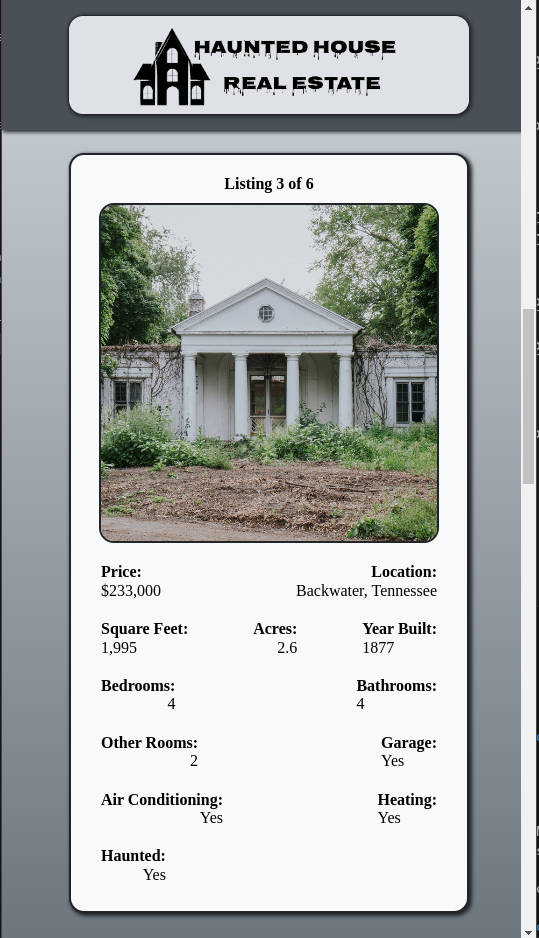 HAUNTED HOUSE
REAL ESTATE
Listing 3 of 6
Price: Location:
$233,000 Backwater, Tennessee
Square Feet: Acres: Year Built:
1,995 2.6 1877
Bedrooms: Bathrooms:
4 4
Other Rooms: Garage:
2 Yes
Air Conditioning: Heating:
Yes Yes
Haunted:
Yes